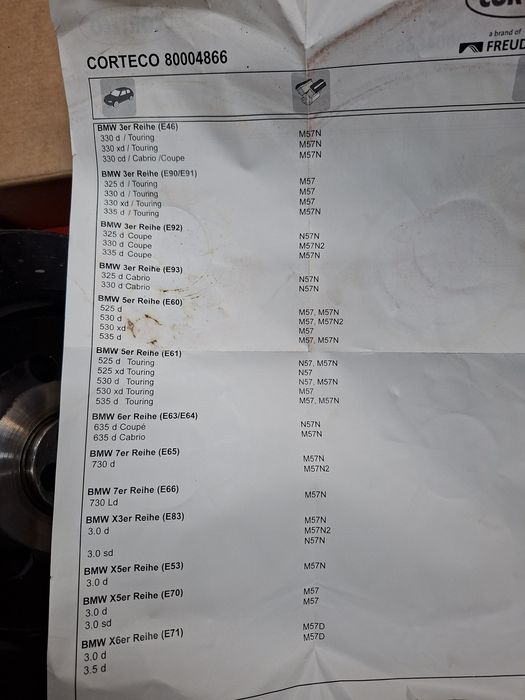 a brand of
FREUD
CORTECO 80004866
BMW 3er Reihe (E46)
330 d / Touring M57N
330 xd / Touring M57N
330 cd / Cabrio /Coupe M57N
BMW 3er Reihe (E90/E91)
325 d / Touring M57
330 d / Touring M57
330 xd / Touring M57
335 d / Touring M57N
BMW 3er Reihe (E92)
325 d Coupe N57N
330 d Coupe M57N2
335 d Coupe M57N
BMW 3er Reihe (E93)
325 d Cabrio N57N
330 d Cabrio N57N
BMW 5er Reihe (E60)
525 d M57, M57N
530 d M57, M57N2
530 xd M57
535 d M57, M57N
BMW 5er Reihe (E61)
525 d Touring N57, M57N
525 xd Touring N57
530 d Touring N57, M57N
530 xd Touring M57
535 d Touring M57, M57N
BMW 6er Reihe (E63/E64)
635 d Coupé N57N
635 d Cabrio M57N
BMW 7er Reihe (E65)
730 d M57N
M57N2
BMW 7er Reihe (E66)
730 Ld M57N
BMW X3er Reihe (E83)
3.0 d M57N
M57N2
N57N
3.0 sd
BMW X5er Reihe (E53)
3.0 d M57N
BMW X5er Reihe (E70)
3.0 d M57
3.0 sd M57
BMW X6er Reihe (E71)
3.0 d M57D
3.5 d M57D